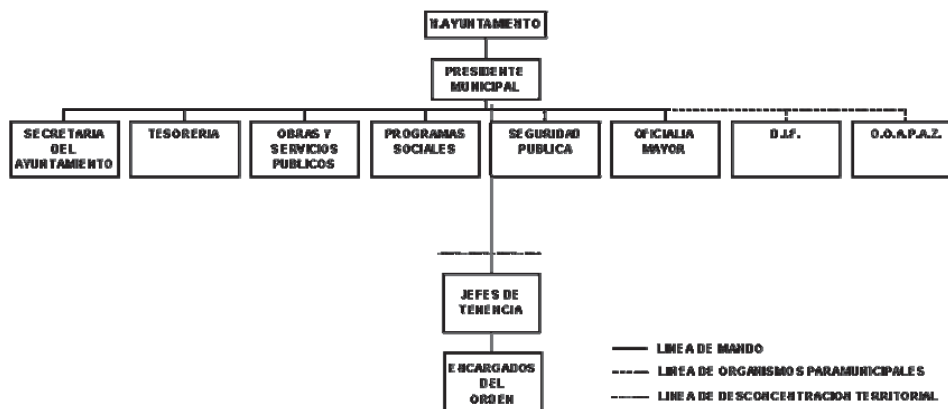 H.AYUNTAMIENTO
PRESIDENTE
MUNICIPAL
SECRETARIA
DEL
AYUNTAMIENTO
TESORERIA
OBRAS Y
SERVICIOS
PUBLICOS
PROGRAMAS
SOCIALES
SEGURIDAD
PUBLICA
OFICIALIA
MAYOR
D.I.F.
O.O.A.P.A.Z.
JEFES DE
TENENCIA
ENCARGADOS
DEL
ORDEN
LINEA DE MANDO
LINEA DE ORGANISMOS PARAMUNICIPALES
LINEA DE DESCONCENTRACION TERRITORIAL